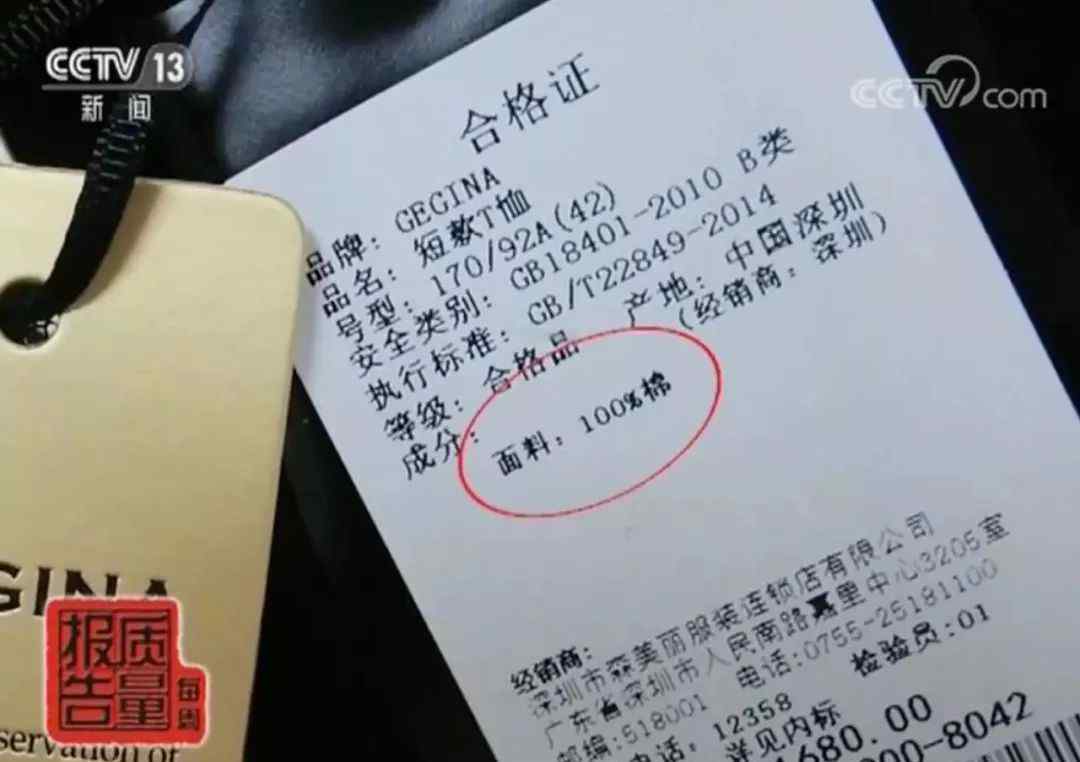 CCTV 13
新闻
CCTV.com
合格证
品牌：GEGINA
品名：短款T恤
号型：170/92A(42)
安全类别：GB18401-2010 B类
执行标准：GB/T22849-2014
等级：合格品 产地：中国深圳
成分： (经销商：深圳)
面料：100%棉
经销商：
深圳市森美丽服装连锁店有限公司
广东省深圳市人民南路嘉里中心3205室
邮编:518001 电话:0755-25181100
电话：12358 检验员:01
详见内标
680.00
00-8042
GINA
质量报告
每周
servation of